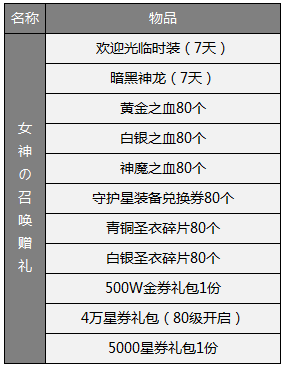 名称 物品
女神の召唤赠礼
欢迎光临时装（7天）
暗黑神龙（7天）
黄金之血80个
白银之血80个
神魔之血80个
守护星装备兑换券80个
青铜圣衣碎片80个
白银圣衣碎片80个
500W金券礼包1份
4万星券礼包（80级开启）
5000星券礼包1份